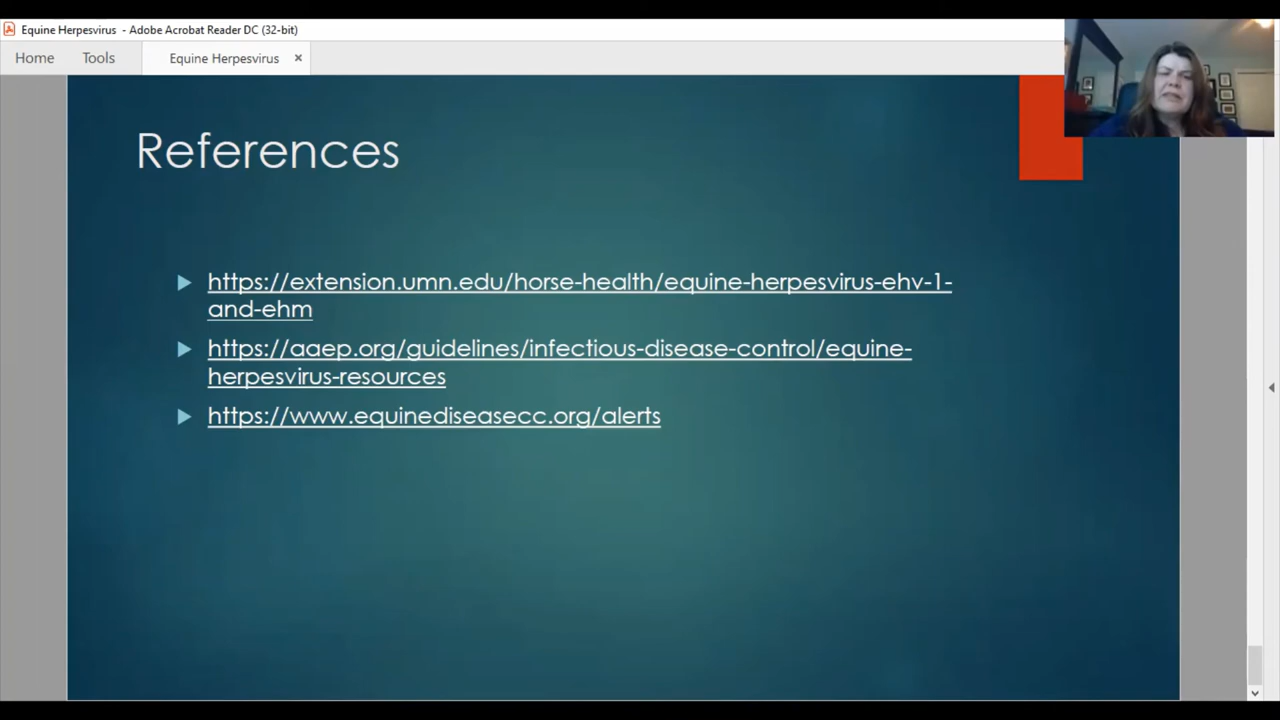 Equine Herpesvirus - Adobe Acrobat Reader DC (32-bit)
Home Tools Equine Herpesvirus ×
References
https://extension.umn.edu/horse-health/equine-herpesvirus-ehv-1-
and-ehm
https://aaep.org/guidelines/infectious-disease-control/equine-
herpesvirus-resources
https://www.equinediseasecc.org/alerts